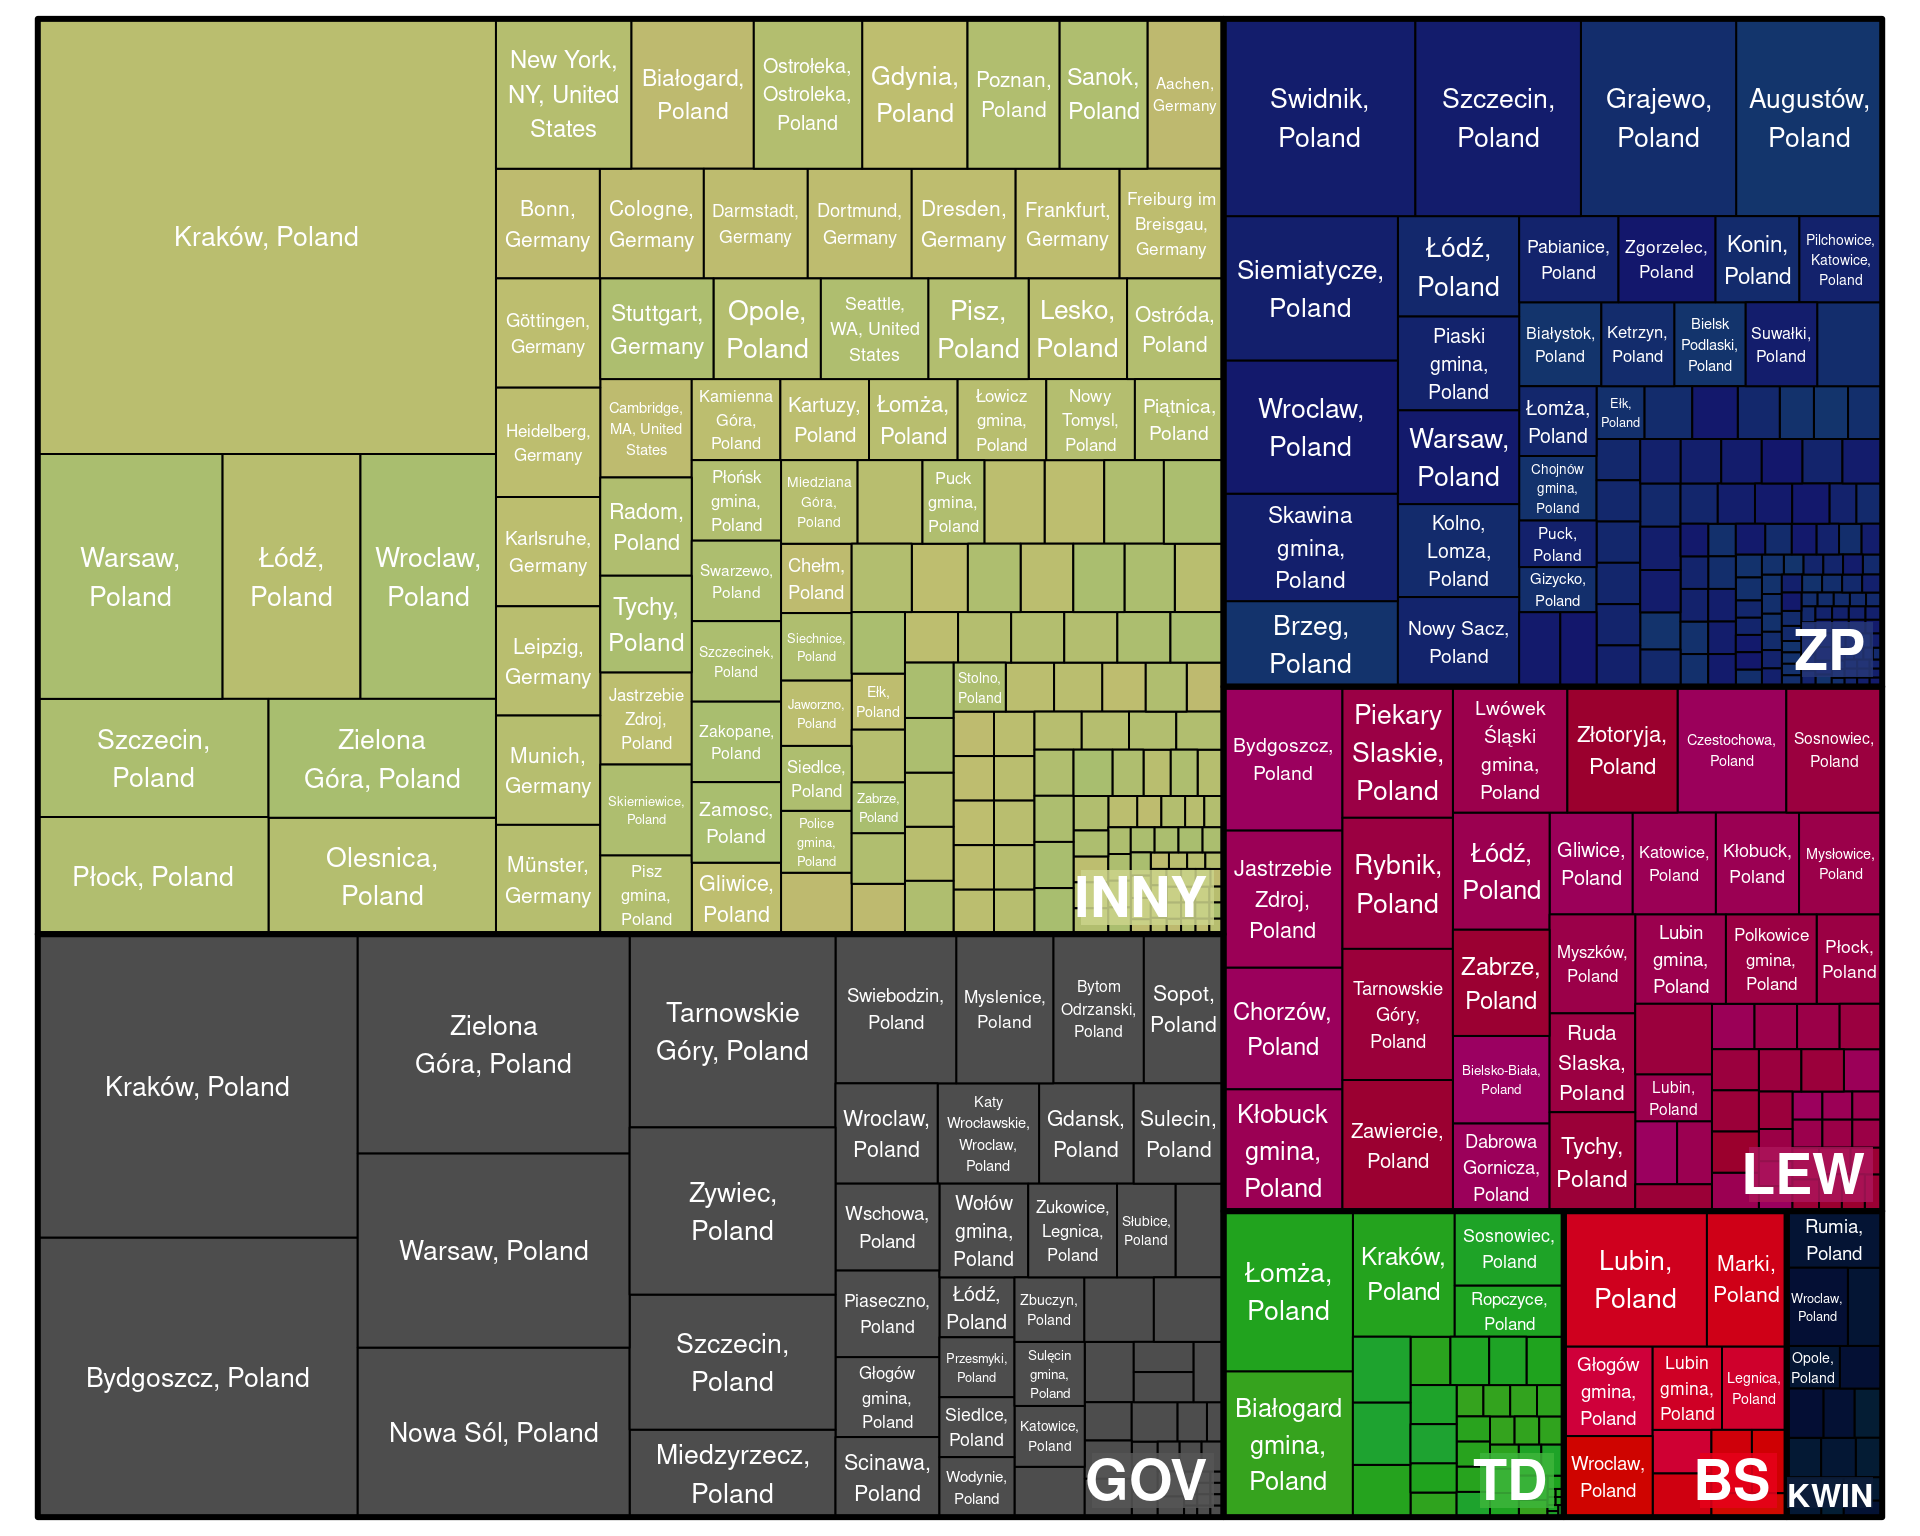 Kraków, Poland
Warsaw,
Poland
Łódź,
Poland
Wroclaw,
Poland
Szczecin,
Poland
Zielona
Góra, Poland
Płock, Poland
Olesnica,
Poland
New York,
NY, United
States
Białogard,
Poland
Ostrołeka,
Ostroleka,
Poland
Gdynia,
Poland
Poznan,
Poland
Sanok,
Poland
Aachen,
Germany
Bonn,
Germany
Cologne,
Germany
Darmstadt,
Germany
Dortmund,
Germany
Dresden,
Germany
Frankfurt,
Germany
Freiburg im
Breisgau,
Germany
Göttingen,
Germany
Heidelberg,
Germany
Karlsruhe,
Germany
Leipzig,
Germany
Munich,
Germany
Münster,
Germany
Stuttgart,
Germany
Opole,
Poland
Seattle,
WA, United
States
Pisz,
Poland
Lesko,
Poland
Ostróda,
Poland
Cambridge,
MA, United
States
Radom,
Poland
Tychy,
Poland
Jastrzebie
Zdroj,
Poland
Skierniewice,
Poland
Pisz
gmina,
Poland
Kamienna
Góra,
Poland
Kartuzy,
Poland
Łomża,
Poland
Łowicz
gmina,
Poland
Nowy
Tomysl,
Poland
Piątnica,
Poland
Płońsk
gmina,
Poland
Swarzewo,
Poland
Szczecinek,
Poland
Zakopane,
Poland
Zamosc,
Poland
Gliwice,
Poland
Miedziana
Góra,
Poland
Puck
gmina,
Poland
Chełm,
Poland
Siechnice,
Poland
Jaworzno,
Poland
Siedlce,
Poland
Police
gmina,
Poland
Ełk,
Poland
Zabrze,
Poland
Stolno,
Poland
INNY
Swidnik,
Poland
Szczecin,
Poland
Grajewo,
Poland
Augustów,
Poland
Siemiatycze,
Poland
Wroclaw,
Poland
Skawina
gmina,
Poland
Brzeg,
Poland
Łódź,
Poland
Piaski
gmina,
Poland
Warsaw,
Poland
Kolno,
Lomza,
Poland
Nowy Sacz,
Poland
Pabianice,
Poland
Zgorzelec,
Poland
Konin,
Poland
Pilchowice,
Katowice,
Poland
Białystok,
Poland
Ketrzyn,
Poland
Bielsk
Podlaski,
Poland
Suwałki,
Poland
Łomża,
Poland
Ełk,
Poland
Chojnów
gmina,
Poland
Puck,
Poland
Gizycko,
Poland
ZP
Bydgoszcz,
Poland
Jastrzebie
Zdroj,
Poland
Chorzów,
Poland
Kłobuck
gmina,
Poland
Piekary
Slaskie,
Poland
Rybnik,
Poland
Tarnowskie
Góry,
Poland
Zawiercie,
Poland
Lwówek
Śląski
gmina,
Poland
Złotoryja,
Poland
Czestochowa,
Poland
Sosnowiec,
Poland
Łódź,
Poland
Zabrze,
Poland
Bielsko-Biała,
Poland
Dabrowa
Gornicza,
Poland
Gliwice,
Poland
Katowice,
Poland
Kłobuck,
Poland
Mysłowice,
Poland
Myszków,
Poland
Ruda
Slaska,
Poland
Tychy,
Poland
Lubin
gmina,
Poland
Polkowice
gmina,
Poland
Płock,
Poland
Lubin,
Poland
LEW
Kraków, Poland
Bydgoszcz, Poland
Zielona
Góra, Poland
Warsaw, Poland
Nowa Sól, Poland
Tarnowskie
Góry, Poland
Zywiec,
Poland
Szczecin,
Poland
Miedzyrzecz,
Poland
Swiebodzin,
Poland
Myslenice,
Poland
Bytom
Odrzanski,
Poland
Sopot,
Poland
Wroclaw,
Poland
Katy
Wrocławskie,
Wroclaw,
Poland
Gdansk,
Poland
Sulecin,
Poland
Wschowa,
Poland
Piaseczno,
Poland
Głogów
gmina,
Poland
Scinawa,
Poland
Wołów
gmina,
Poland
Zukowice,
Legnica,
Poland
Słubice,
Poland
Łódź,
Poland
Przesmyki,
Poland
Siedlce,
Poland
Wodynie,
Poland
Zbuczyn,
Poland
Sulęcin
gmina,
Poland
Katowice,
Poland
GOV
Łomża,
Poland
Białogard
gmina,
Poland
Kraków,
Poland
Sosnowiec,
Poland
Ropczyce,
Poland
TD
Lubin,
Poland
Marki,
Poland
Głogów
gmina,
Poland
Lubin
gmina,
Poland
Legnica,
Poland
Wroclaw,
Poland
BS
Rumia,
Poland
Wroclaw,
Poland
Opole,
Poland
KWIN